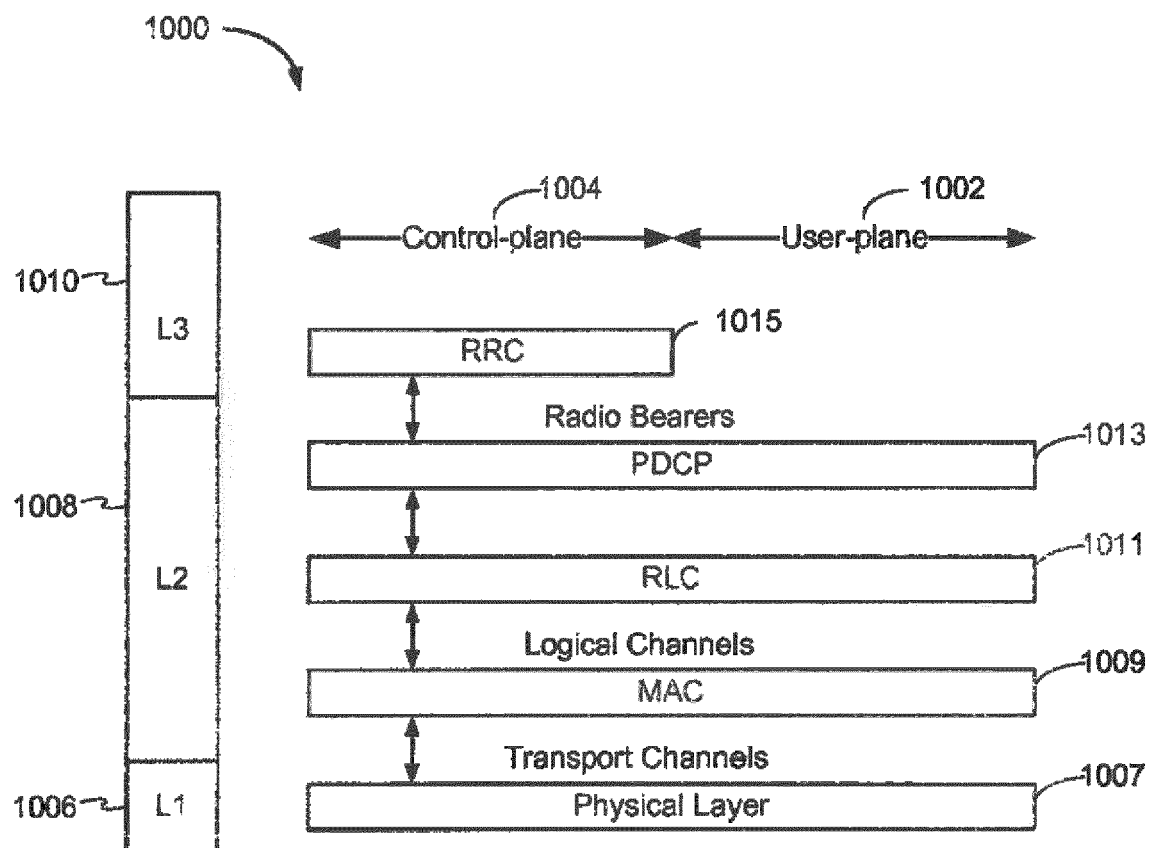 1000
1004
1002
Control-plane
User-plane
1010
L3
1015
RRC
Radio Bearers
1013
PDCP
1008
L2
1011
RLC
Logical Channels
1009
MAC
Transport Channels
1007
1006
L1
Physical Layer